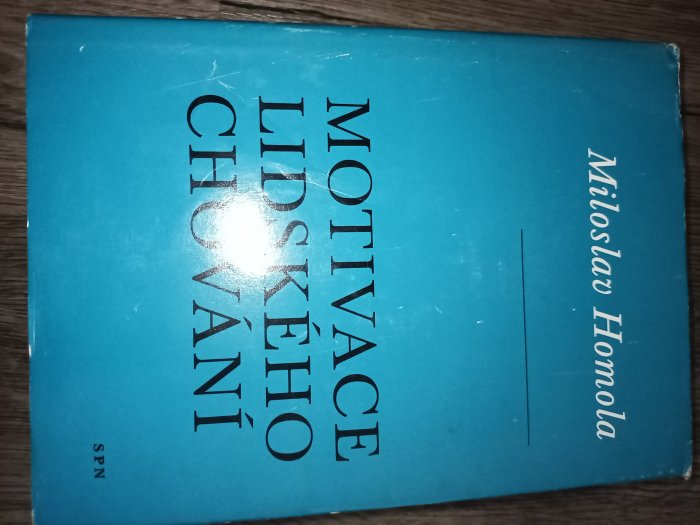 Miloslav Homola
MOTIVACE
LIDSKÉHO
CHOVÁNÍ
SPN